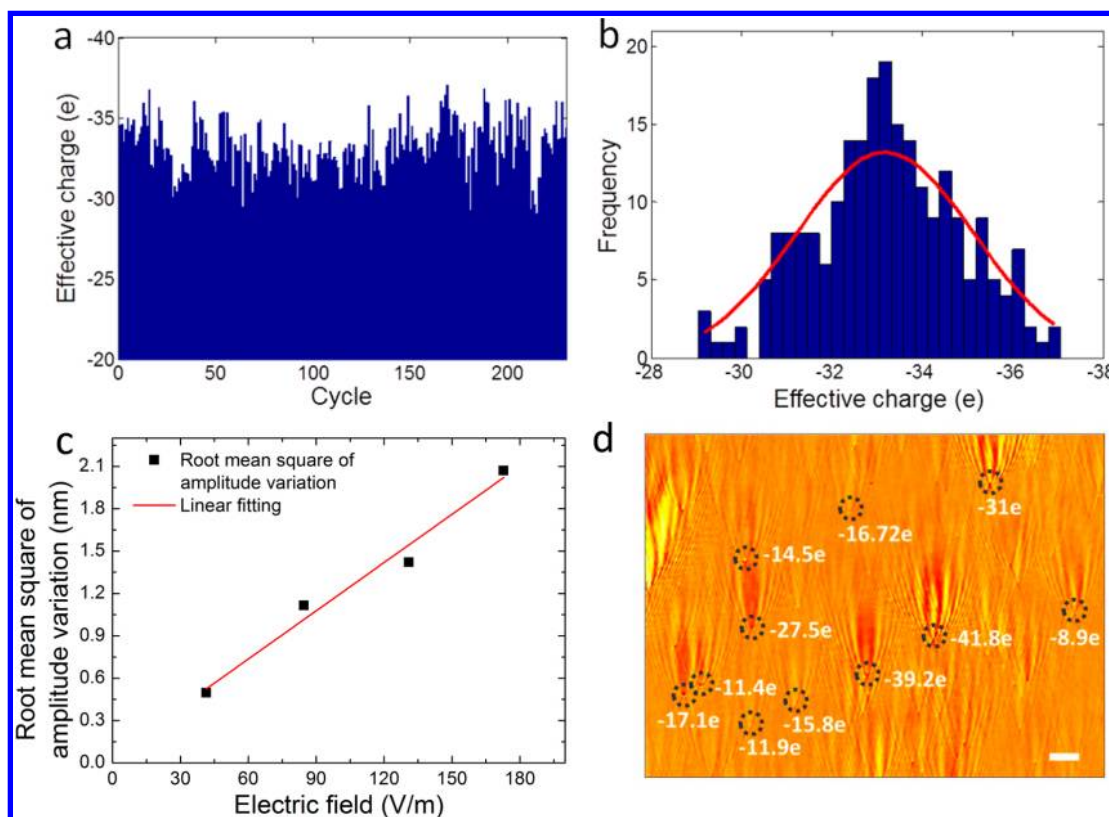 a
-40
-35
-30
-25
-20
Effective charge (e)
0 50 100 150 200
Cycle
b
20
15
10
5
0
Frequency
-28 -30 -32 -34 -36 -38
Effective charge (e)
c
2.1
1.8
1.5
1.2
0.9
0.6
0.3
0.0
Root mean square of
amplitude variation (nm)
Root mean square of
amplitude variation
Linear fitting
0 30 60 90 120 150 180
Electric field (V/m)
d
-31e
-16.72e
-14.5e
-27.5e
-41.8e
-8.9e
-39.2e
-11.4e
-17.1e
-15.8e
-11.9e